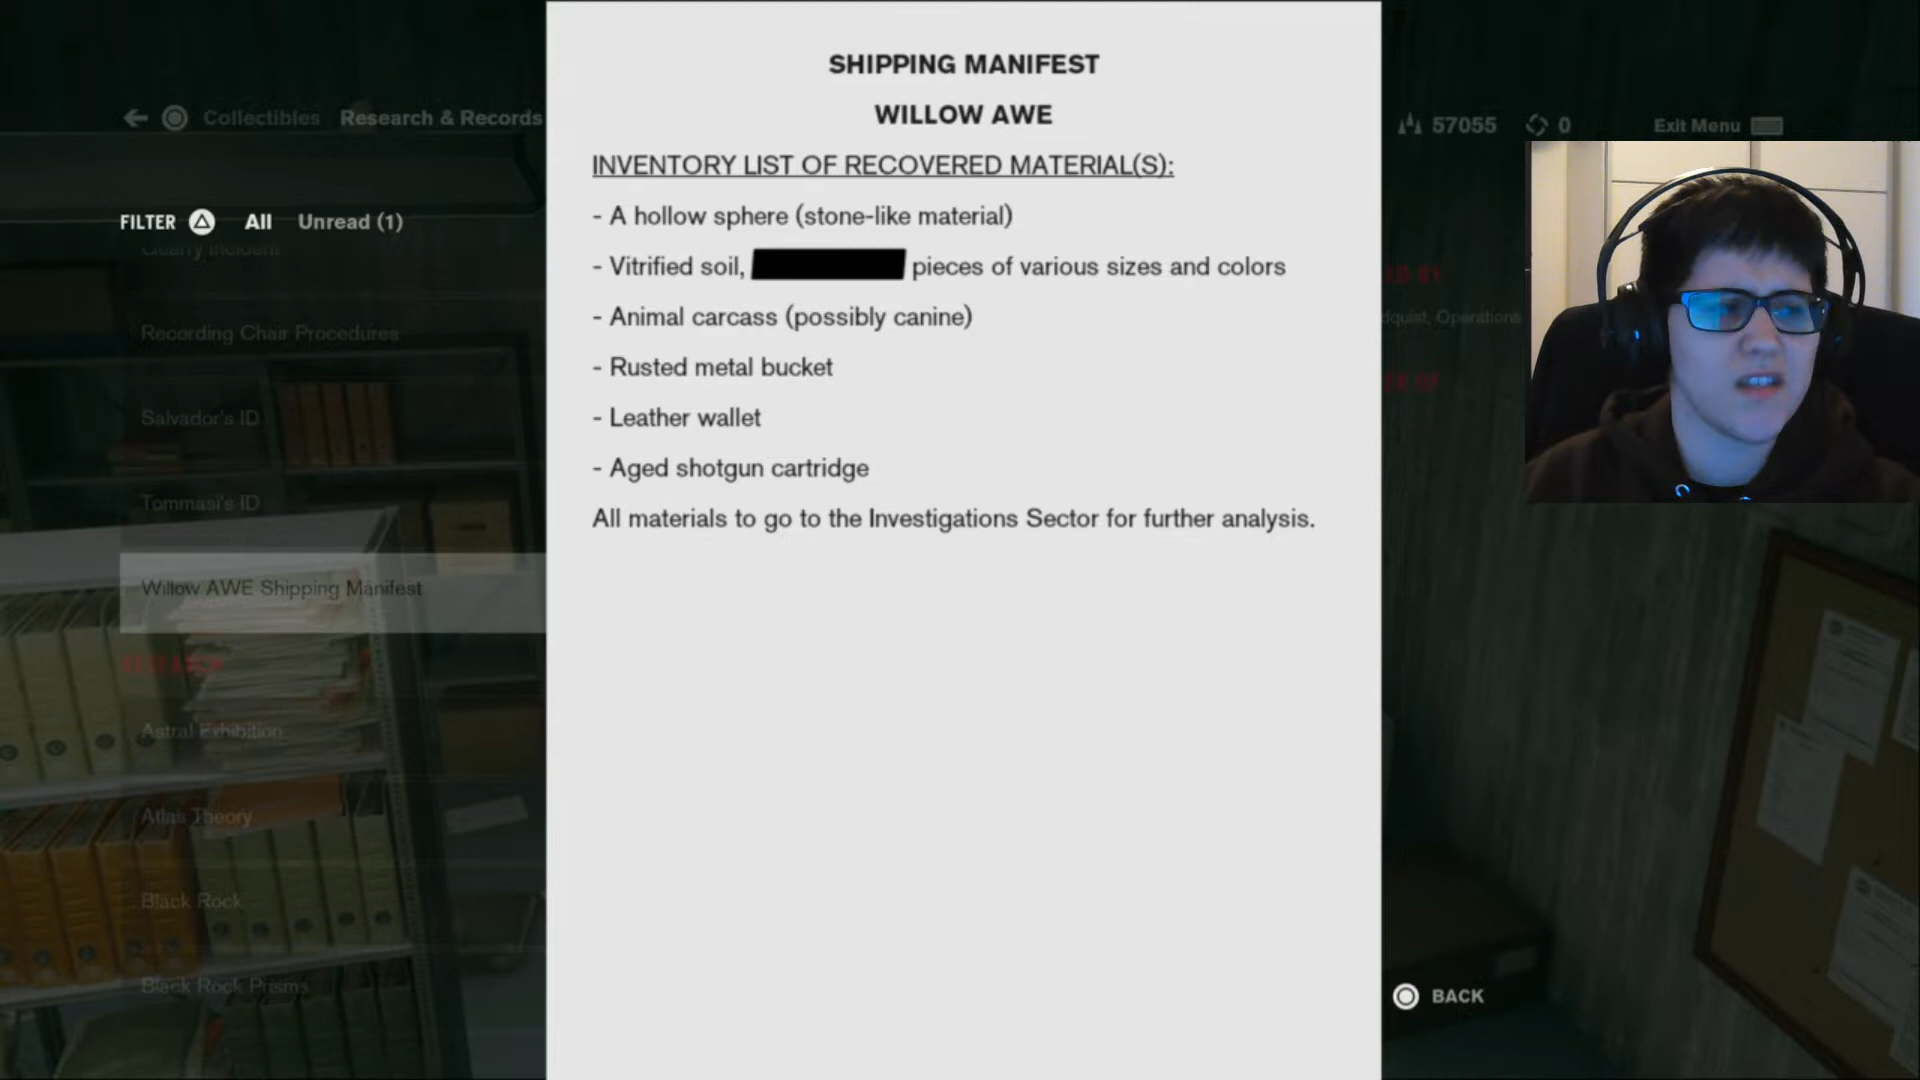 SHIPPING MANIFEST
WILLOW AWE
INVENTORY LIST OF RECOVERED MATERIAL(S):
- A hollow sphere (stone-like material)
- Vitrified soil, pieces of various sizes and colors
- Animal carcass (possibly canine)
- Rusted metal bucket
- Leather wallet
- Aged shotgun cartridge
All materials to go to the Investigations Sector for further analysis.
Collectibles Research & Records
FILTER All Unread (1)
Quarry Incident
Recording Chair Procedures
Salvador's ID
Tommasi's ID
Willow AWE Shipping Manifest
RESEARCH
Astral Exhibition
Atlas Theory
Black Rock
Black Rock Prisms
57055 0 Exit Menu
Operations
BACK